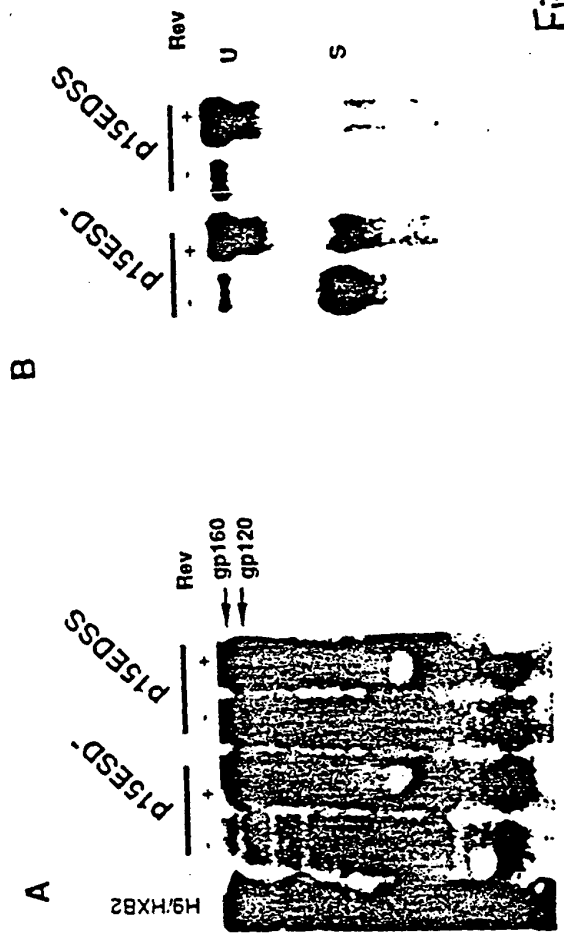 A
H9/HXB2
p15ESD-
- +
p15EDSS
- +
Rev
gp160
gp120
B
p15ESD-
- +
p15EDSS
- +
Rev
U
S